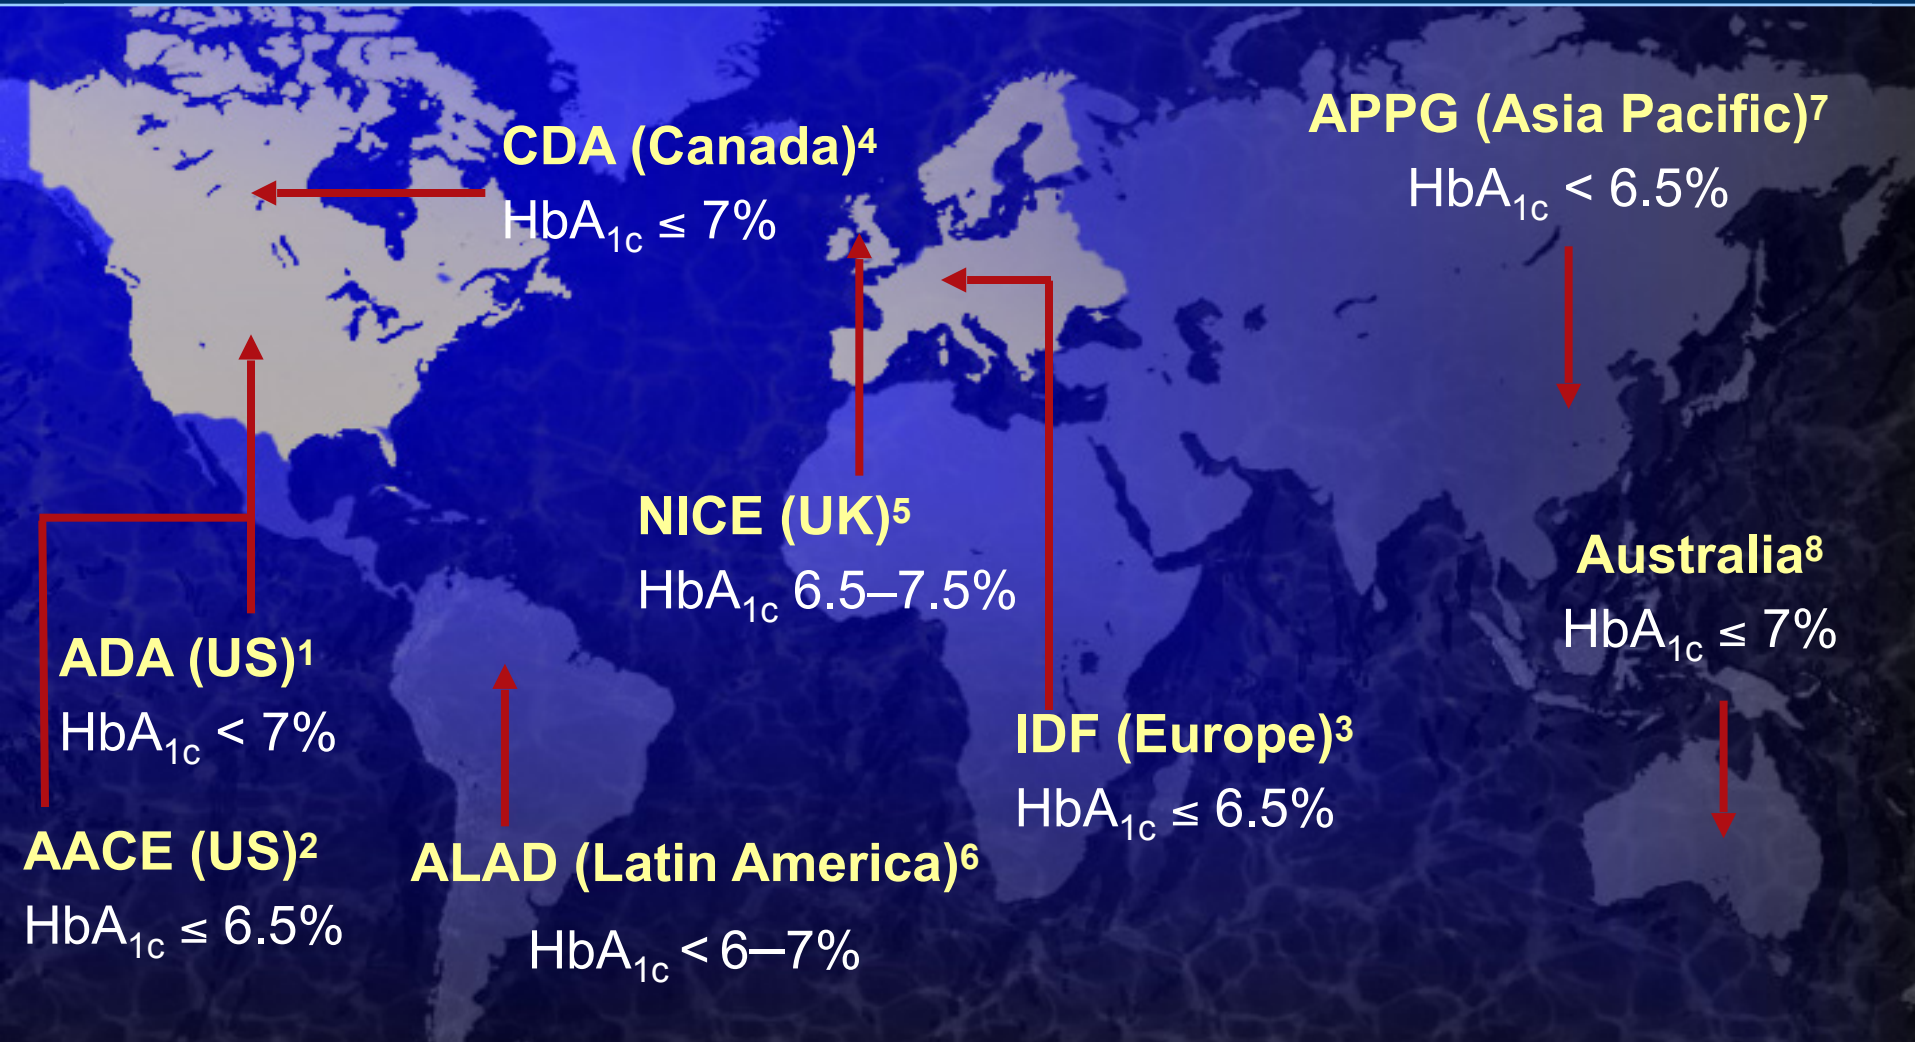 CDA (Canada)⁴
HbA₁c ≤ 7%
APPG (Asia Pacific)⁷
HbA₁c < 6.5%
NICE (UK)⁵
HbA₁c 6.5–7.5%
Australia⁸
HbA₁c ≤ 7%
ADA (US)¹
HbA₁c < 7%
IDF (Europe)³
HbA₁c ≤ 6.5%
AACE (US)²
HbA₁c ≤ 6.5%
ALAD (Latin America)⁶
HbA₁c < 6–7%